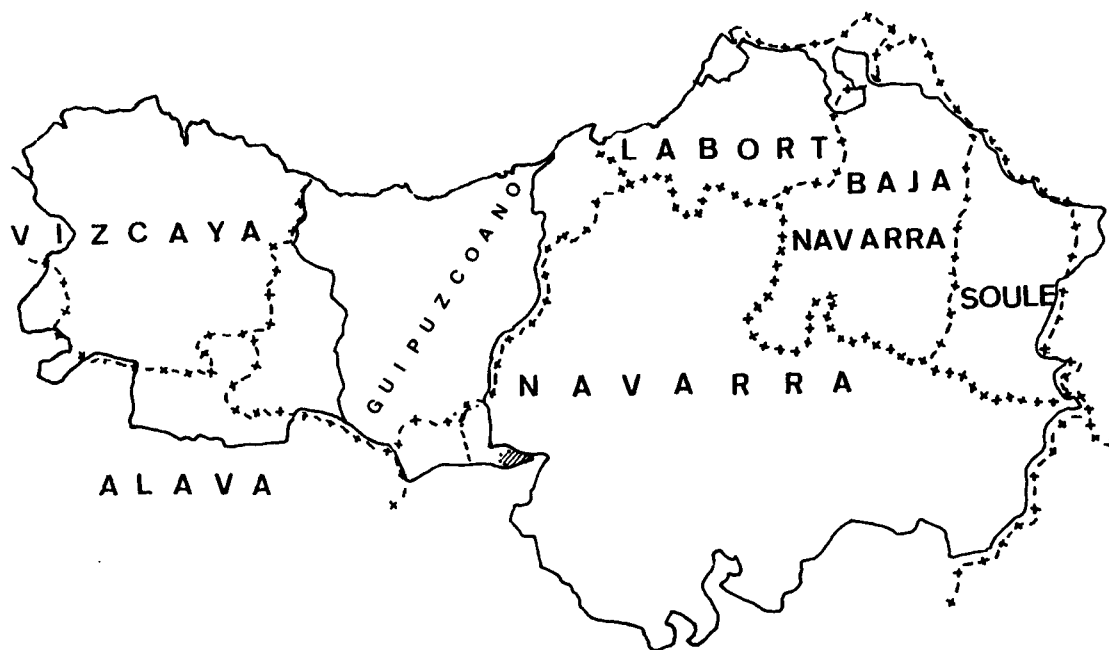 LABORT
BAJA
VIZCAYA
NAVARRA
GUIPUZCOANO
SOULE
NAVARRA
ALAVA